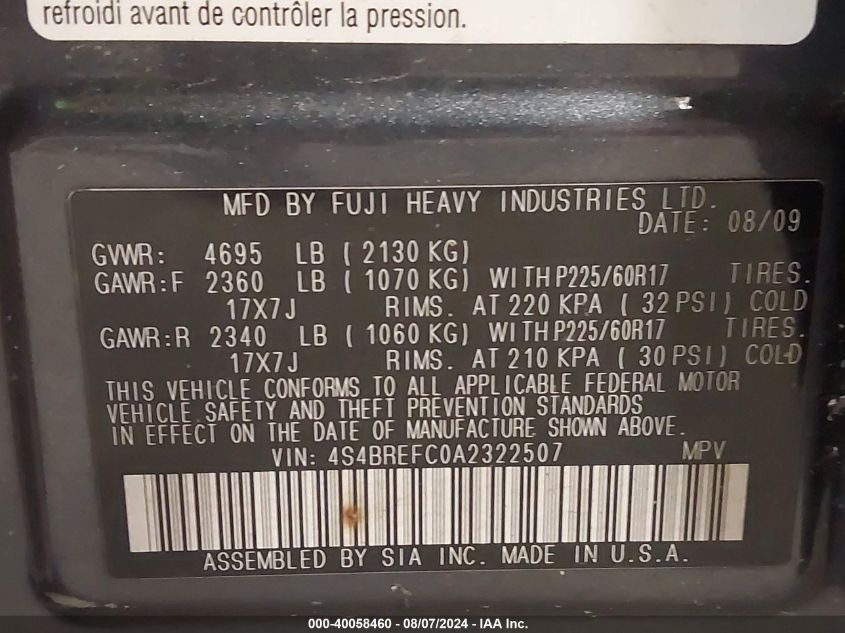 refroidi avant de contrôler la pression.
MFD BY FUJI HEAVY INDUSTRIES LTD.
DATE: 08/09
GVWR: 4695 LB ( 2130 KG)
GAWR:F 2360 LB ( 1070 KG) WITH P225/60R17 TIRES.
17X7J RIMS. AT 220 KPA ( 32 PSI) COLD
GAWR:R 2340 LB ( 1060 KG) WITH P225/60R17 TIRES.
17X7J RIMS. AT 210 KPA ( 30 PSI) COLD
THIS VEHICLE CONFORMS TO ALL APPLICABLE FEDERAL MOTOR
VEHICLE SAFETY AND THEFT PREVENTION STANDARDS
IN EFFECT ON THE DATE OF MANUFACTURE SHOWN ABOVE.
VIN: 4S4BREFC0A2322507 MPV
ASSEMBLED BY SIA INC. MADE IN U.S.A.
000-40058460 - 08/07/2024 - IAA Inc.